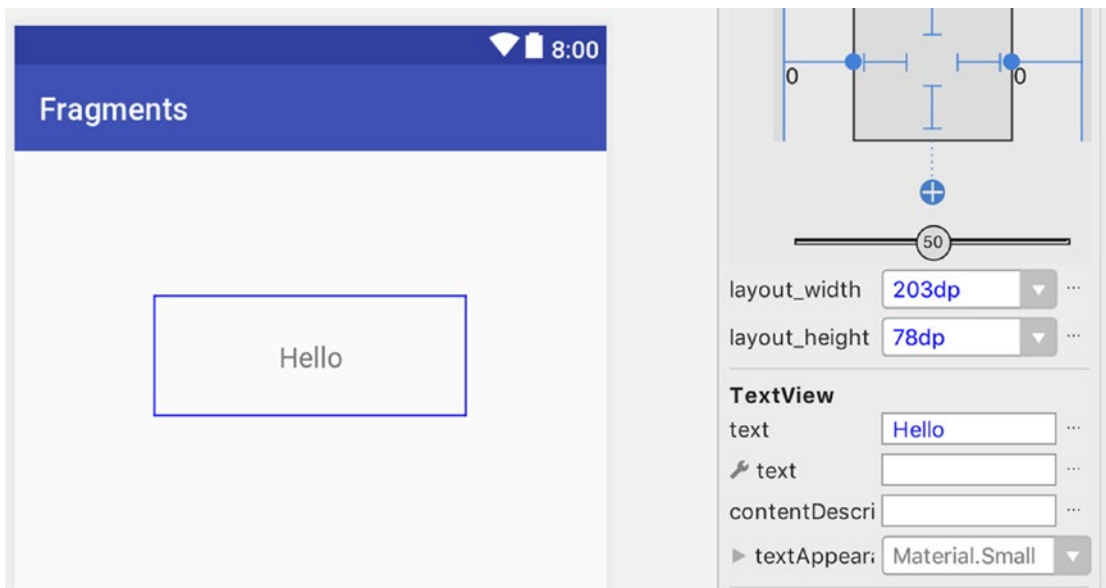 8:00
Fragments
Hello
0 0
50
layout_width 203dp ...
layout_height 78dp ...
TextView
text Hello ...
text ...
contentDescri ...
textAppeara Material.Small